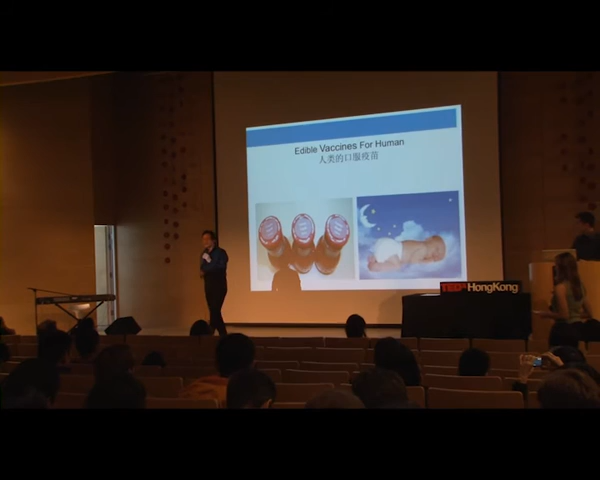 Edible Vaccines For Human
人类的口服疫苗
TEDxHongKong